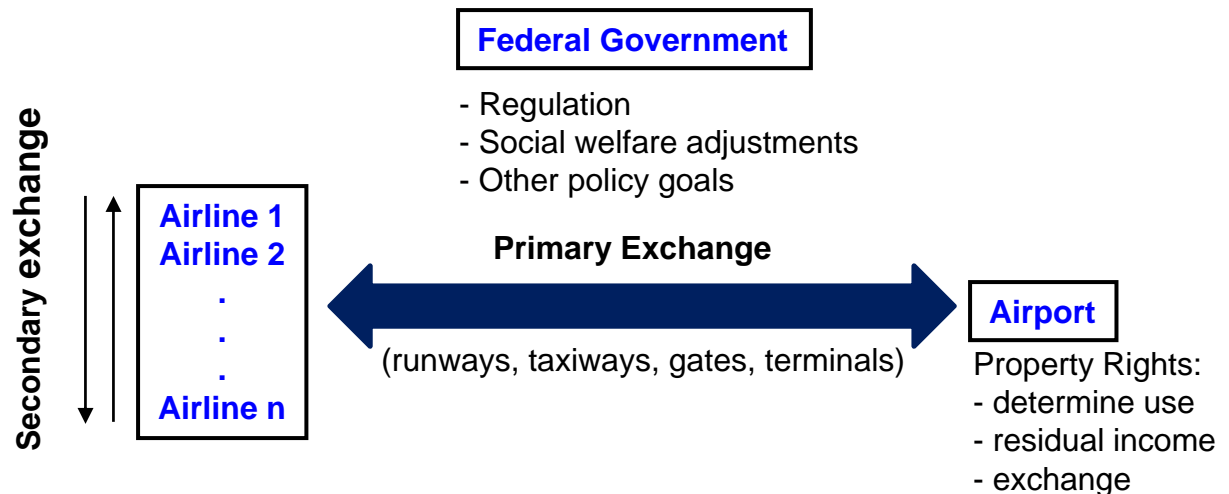 Federal Government
- Regulation
- Social welfare adjustments
- Other policy goals
Secondary exchange
Airline 1
Airline 2
.
.
.
Airline n
Primary Exchange
(runways, taxiways, gates, terminals)
Airport
Property Rights:
- determine use
- residual income
- exchange